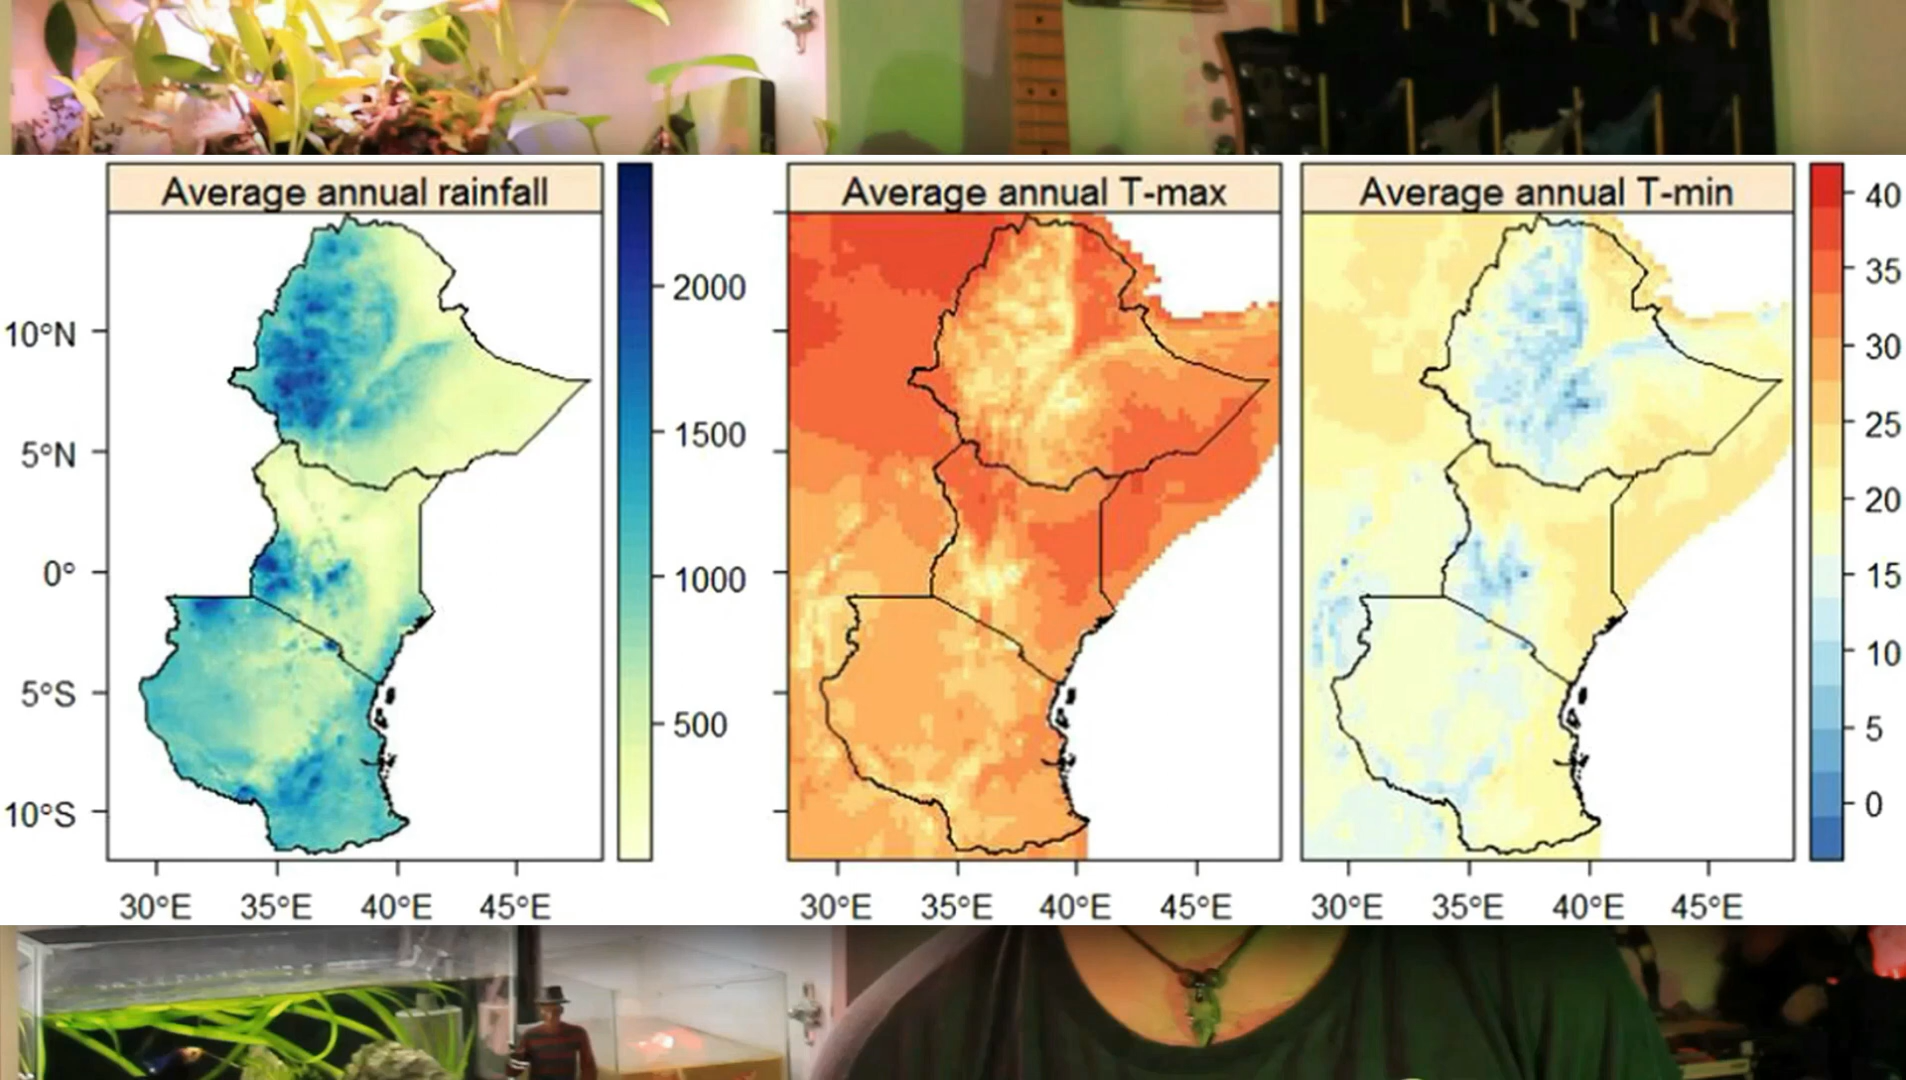 Average annual rainfall
Average annual T-max
Average annual T-min
2000
1500
1000
500
40
35
30
25
20
15
10
5
0
10°N
5°N
0°
5°S
10°S
30°E 35°E 40°E 45°E
30°E 35°E 40°E 45°E
30°E 35°E 40°E 45°E